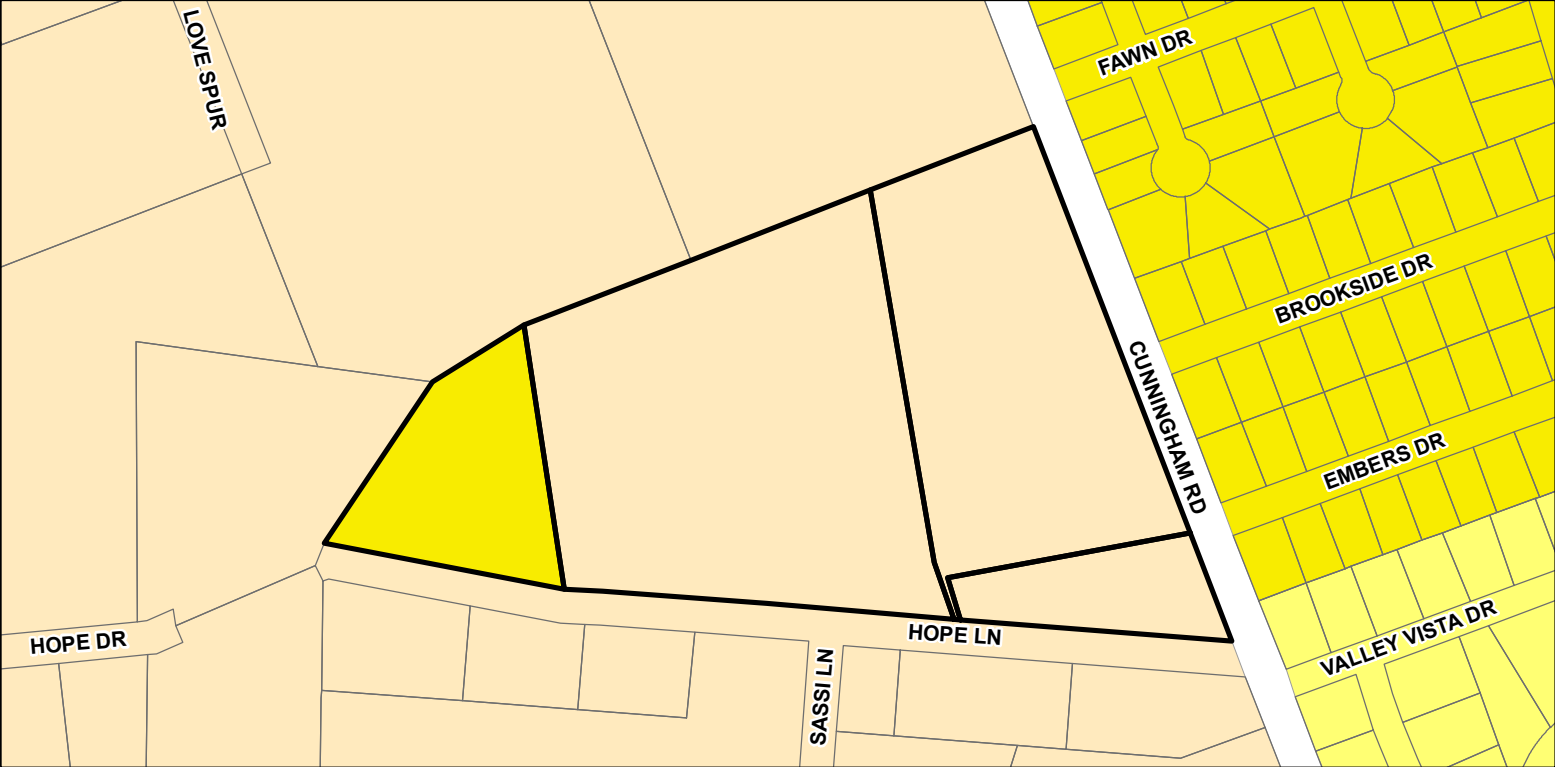 LOVE SPUR
FAWN DR
BROOKSIDE DR
CUNNINGHAM RD
EMBERS DR
VALLEY VISTA DR
HOPE DR
HOPE LN
SASSI LN